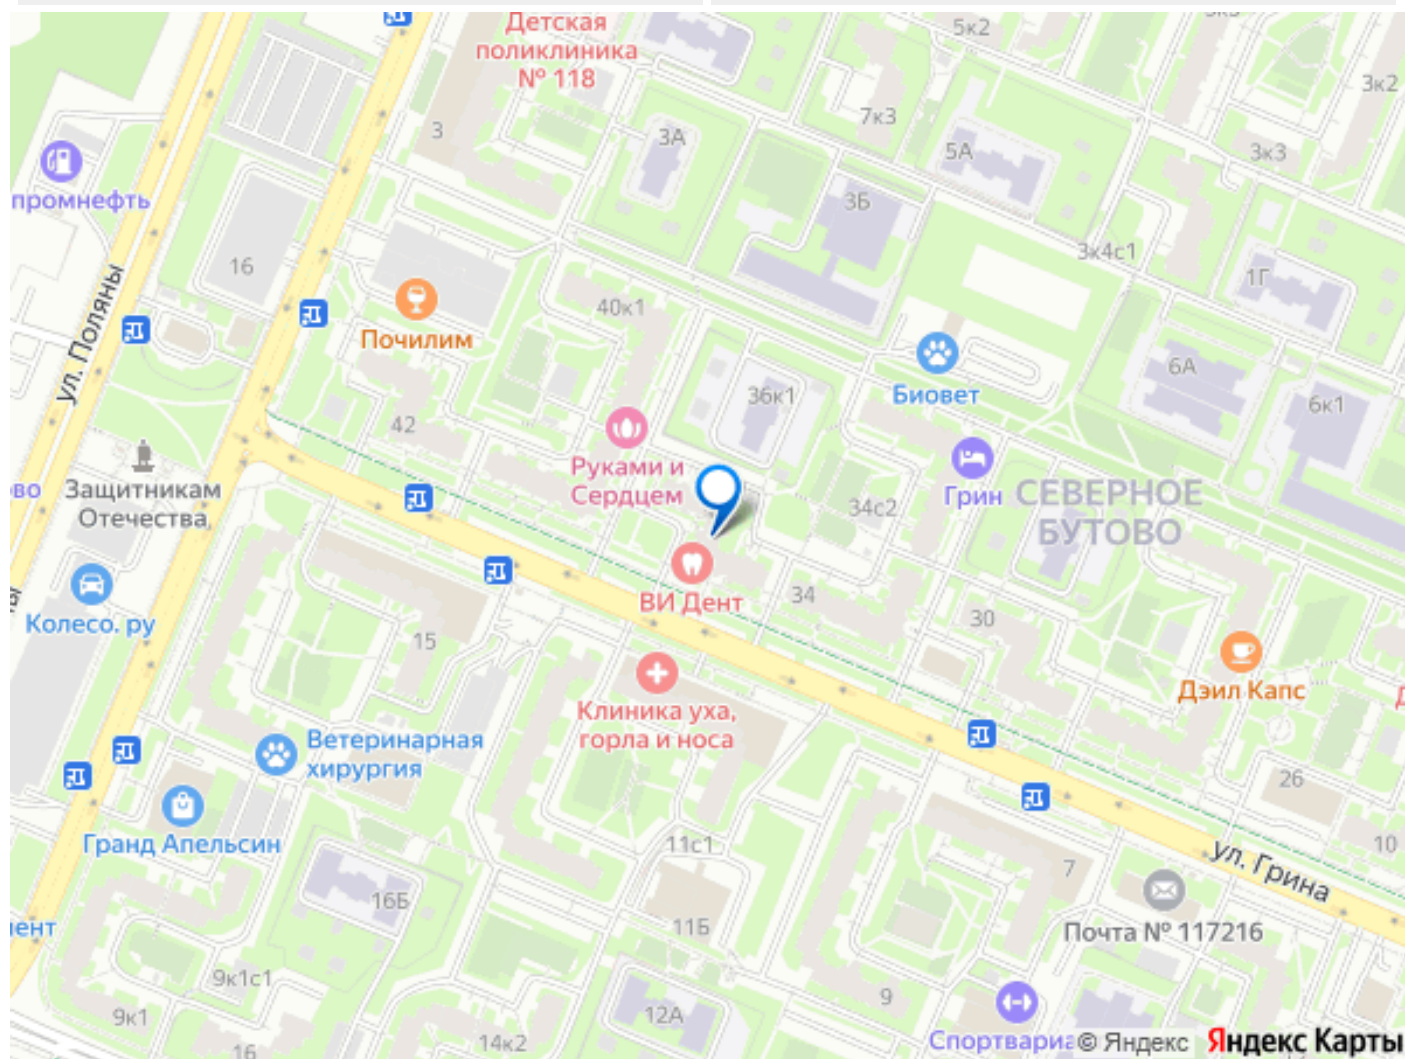 Детская
поликлиника
№ 118
5к2
3к2
7к3
3
3А
5А
3к3
промнефть
3Б
3к4с1
16
1Г
ул. Поляны
40к1
Почилим
6А
Биовет
36к1
6к1
42
Руками и
Сердцем
Грин
СЕВЕРНОЕ
БУТОВО
во
Защитникам
Отечества
34с2
ВИ Дент
34
30
Колесо. ру
15
Дэил Капс
Клиника уха,
горла и носа
Ветеринарная
хирургия
26
Гранд Апельсин
11с1
10
ул. Грина
7
16Б
11Б
Почта № 117216
лент
9к1с1
9
9к1
12А
14к2
16
Спортвариа
© Яндекс
Яндекс Карты